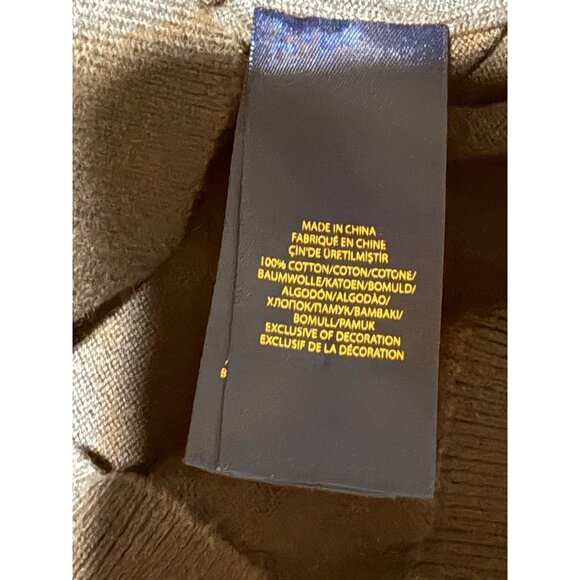 MADE IN CHINA
FABRIQUÉ EN CHINE
ÇİN'DE ÜRETİLMİŞTİR
100% COTTON/COTON/COTONE/
BAUMWOLLE/KATOEN/BOMULD/
ALGODÓN/ALGODÃO/
ХЛОПОК/ПАМУК/BAMBAKI/
BOMULL/PAMUK
EXCLUSIVE OF DECORATION
EXCLUSIF DE LA DÉCORATION